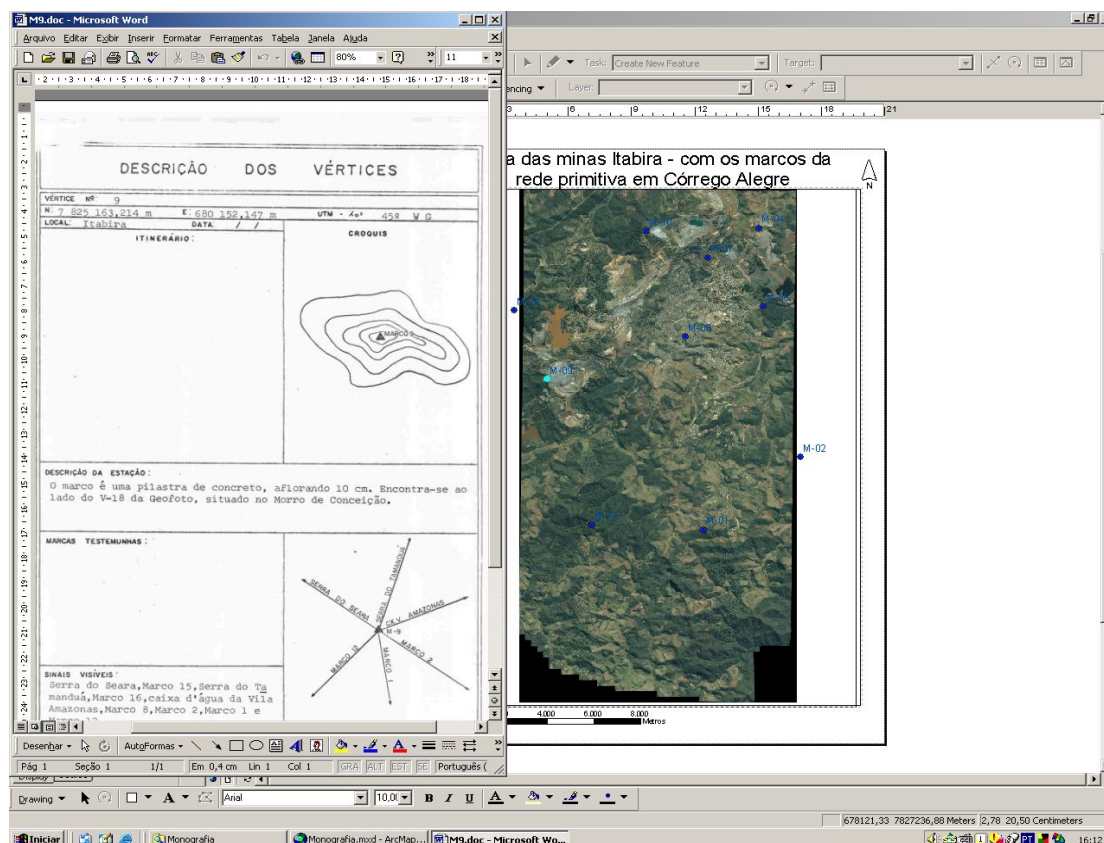 M9.doc - Microsoft Word
Arquivo Editar Exibir Inserir Formatar Ferramentas Tabela Janela Ajuda
80%
11
Task: Create New Feature
Target:
Layer:
DESCRIÇÃO DOS VÉRTICES
VÉRTICE Nº: 9
N: 7 825 163,214 m E: 680 152,147 m UTM - λo: 45º W G
LOCAL: Itabira DATA: / /
ITINERÁRIO:
CROQUIS
MARCO 9
DESCRIÇÃO DA ESTAÇÃO:
O marco é uma pilastra de concreto, aflorando 10 cm. Encontra-se ao
lado do V-18 da Geofoto, situado no Morro de Conceição.
MARCAS TESTEMUNHAS:
SERRA DO SEARA
SERRA DO TAMANDUÁ
CX.V. AMAZONAS
M-9
MARCO 12
MARCO 1
MARCO 2
SINAIS VISÍVEIS:
Serra do Seara,Marco 15,Serra do Ta
manduá,Marco 16,caixa d'água da Vila
Amazonas,Marco 8,Marco 2,Marco 1 e
das minas Itabira - com os marcos da
rede primitiva em Córrego Alegre
N
M-04
M-02
M-01
4.000 6.000 8.000
Metros
Desenhar AutoFormas
Pág 1 Seção 1 1/1 Em 0,4 cm Lin 1 Col 1 GRA ALT EST SE Português (
Drawing Arial 10,0 B I U A
678121,33 7827236,88 Meters 2,78 20,50 Centimeters
Iniciar Monografia Monografia.mxd - ArcMap... M9.doc - Microsoft Wo... PT 16:12